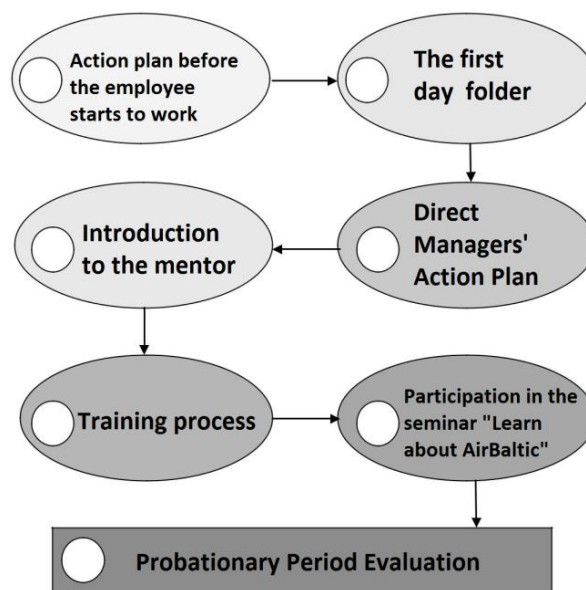 Action plan before
the employee
starts to work
The first
day folder
Direct
Managers'
Action Plan
Introduction
to the mentor
Training process
Participation in the
seminar "Learn
about AirBaltic"
Probationary Period Evaluation